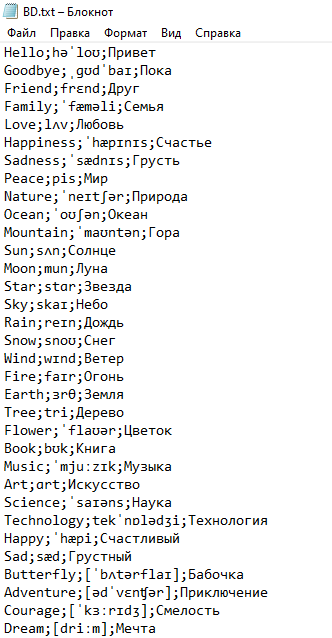 BD.txt – Блокнот
Файл Правка Формат Вид Справка
Hello;həˈloʊ;Привет
Goodbye;ˌɡʊdˈbaɪ;Пока
Friend;frɛnd;Друг
Family;ˈfæməli;Семья
Love;lʌv;Любовь
Happiness;ˈhæpɪnɪs;Счастье
Sadness;ˈsædnɪs;Грусть
Peace;pis;Мир
Nature;ˈneɪtʃər;Природа
Ocean;ˈoʊʃən;Океан
Mountain;ˈmaʊntən;Гора
Sun;sʌn;Солнце
Moon;mun;Луна
Star;stɑr;Звезда
Sky;skaɪ;Небо
Rain;reɪn;Дождь
Snow;snoʊ;Снег
Wind;wɪnd;Ветер
Fire;faɪr;Огонь
Earth;ɜrθ;Земля
Tree;tri;Дерево
Flower;ˈflaʊər;Цветок
Book;bʊk;Книга
Music;ˈmjuːzɪk;Музыка
Art;ɑrt;Искусство
Science;ˈsaɪəns;Наука
Technology;tekˈnɒlədʒi;Технология
Happy;ˈhæpi;Счастливый
Sad;sæd;Грустный
Butterfly;[ˈbʌtərflaɪ];Бабочка
Adventure;[ədˈvɛnʧər];Приключение
Courage;[ˈkɜːrɪdʒ];Смелость
Dream;[driːm];Мечта